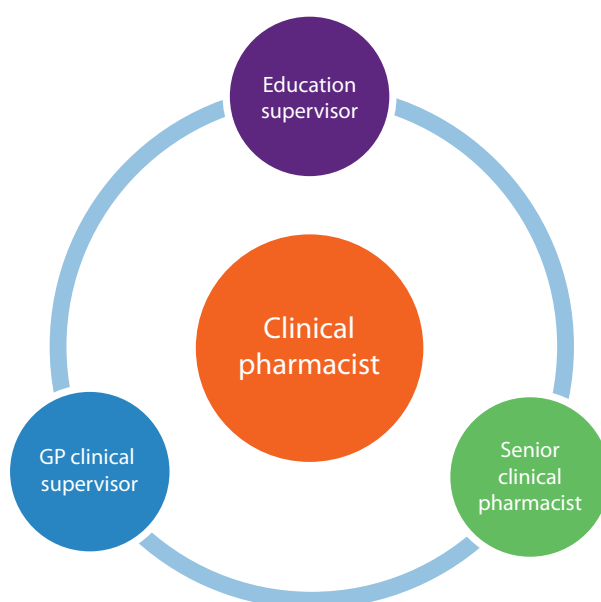 Education
supervisor
Clinical
pharmacist
GP clinical
supervisor
Senior
clinical
pharmacist